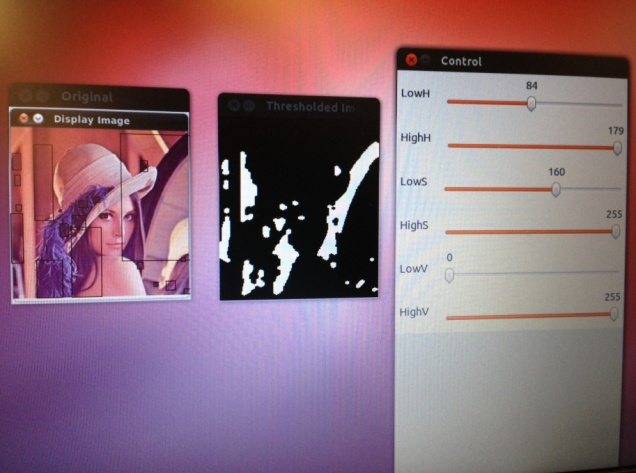 Original
Display Image
Thresholded Im
Control
LowH
84
HighH
179
LowS
160
HighS
255
LowV
0
HighV
255